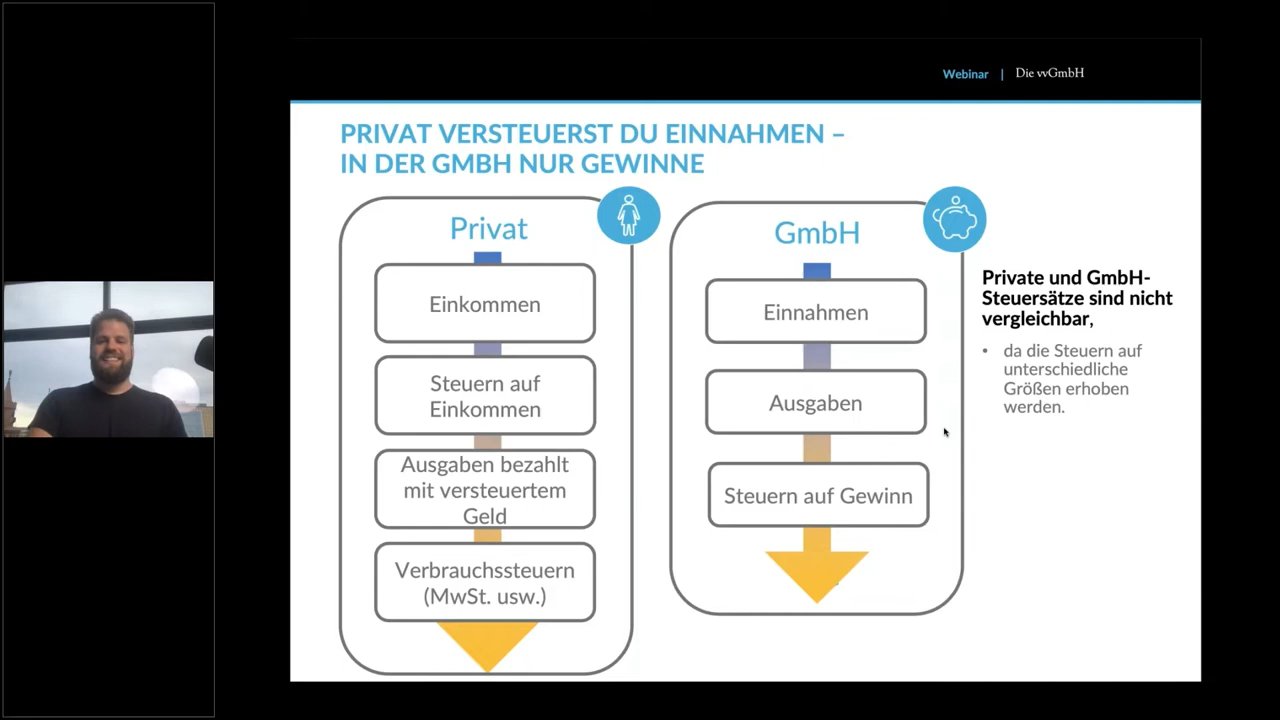 Webinar | Die vvGmbH
PRIVAT VERSTEUERST DU EINNAHMEN –
IN DER GMBH NUR GEWINNE
Privat
Einkommen
Steuern auf
Einkommen
Ausgaben bezahlt
mit versteuertem
Geld
Verbrauchssteuern
(MwSt. usw.)
GmbH
Einnahmen
Ausgaben
Steuern auf Gewinn
Private und GmbH-
Steuersätze sind nicht
vergleichbar,
• da die Steuern auf
unterschiedliche
Größen erhoben
werden.